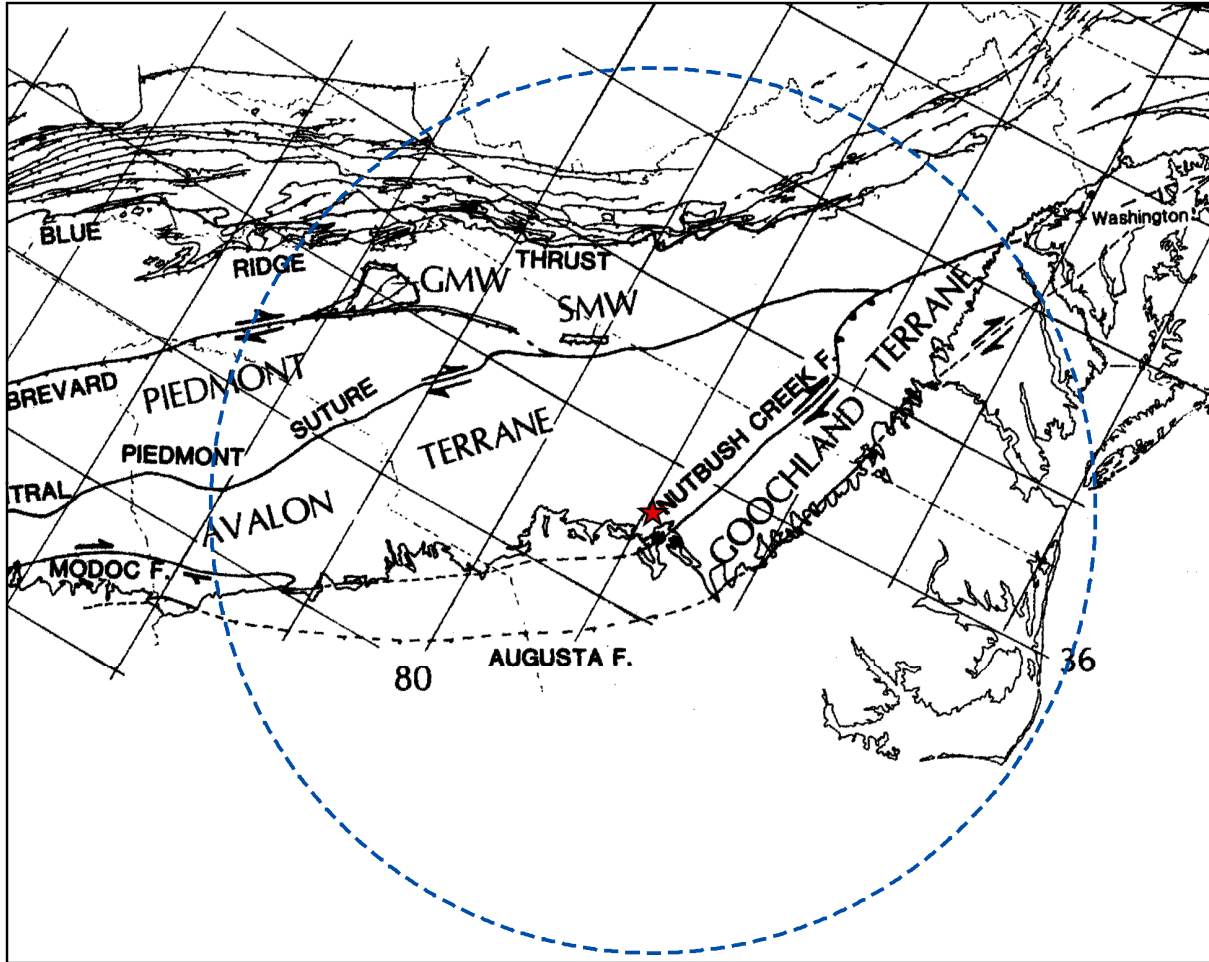 Washington
BLUE
RIDGE
THRUST
GMW
SMW
TERRANE
BREVARD
PIEDMONT
SUTURE
NUTBUSH CREEK F.
GOOCHLAND
TERRANE
PIEDMONT
TRAL
AVALON
MODOC F.
AUGUSTA F.
80
36